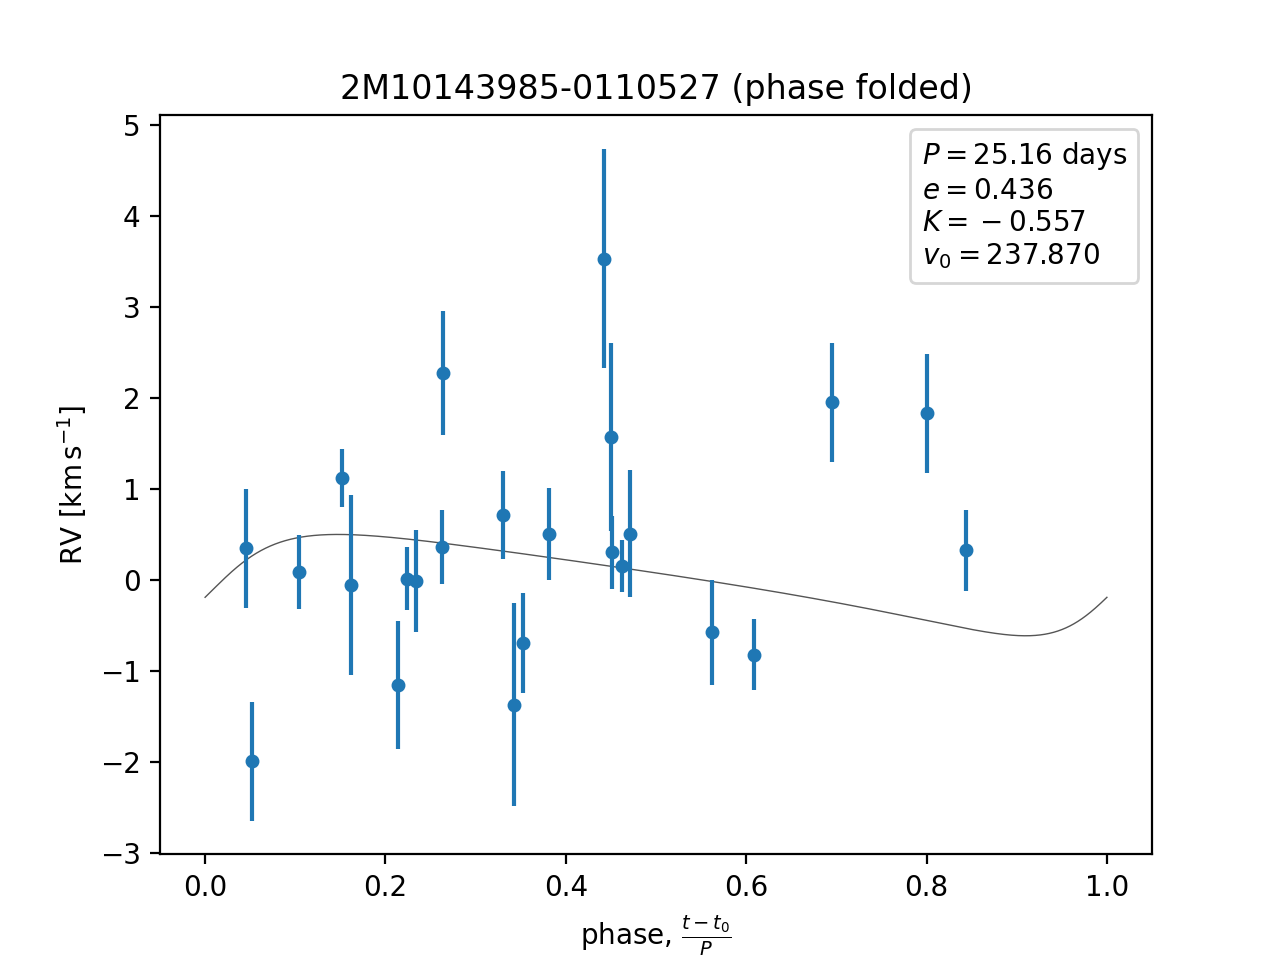 2M10143985-0110527 (phase folded)
P = 25.16 days
e = 0.436
K = −0.557
v₀ = 237.870
5
4
3
2
1
0
−1
−2
−3
RV [km s⁻¹]
0.0 0.2 0.4 0.6 0.8 1.0
phase, (t − t₀)/P